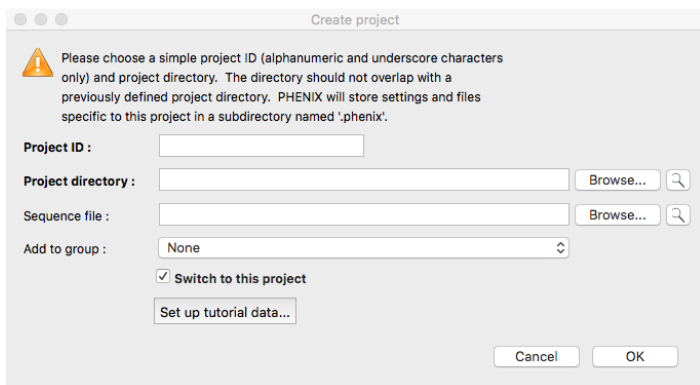 Create project
Please choose a simple project ID (alphanumeric and underscore characters
only) and project directory.  The directory should not overlap with a
previously defined project directory.  PHENIX will store settings and files
specific to this project in a subdirectory named '.phenix'.
Project ID :
Project directory :
Browse...
Sequence file :
Browse...
Add to group :
None
Switch to this project
Set up tutorial data...
Cancel
OK